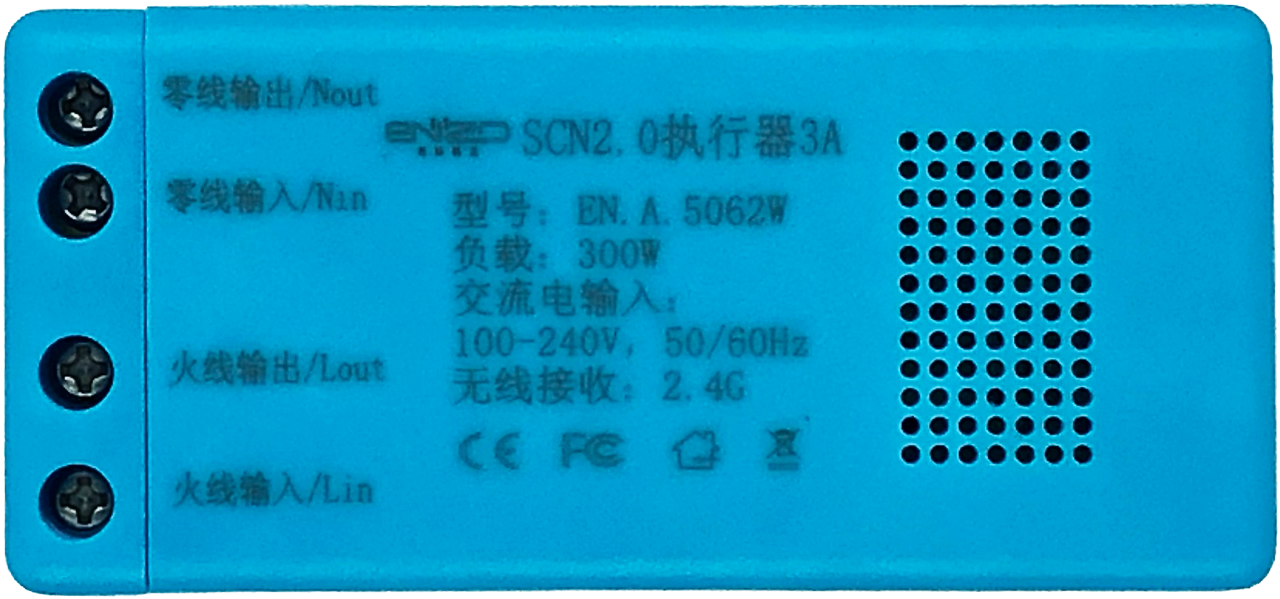 零线输出/Nout
SCN2.0执行器3A
零线输入/Nin
型号: EN.A.5062W
负载: 300W
交流电输入:
100-240V, 50/60Hz
火线输出/Lout
无线接收: 2.4G
CE FC
火线输入/Lin